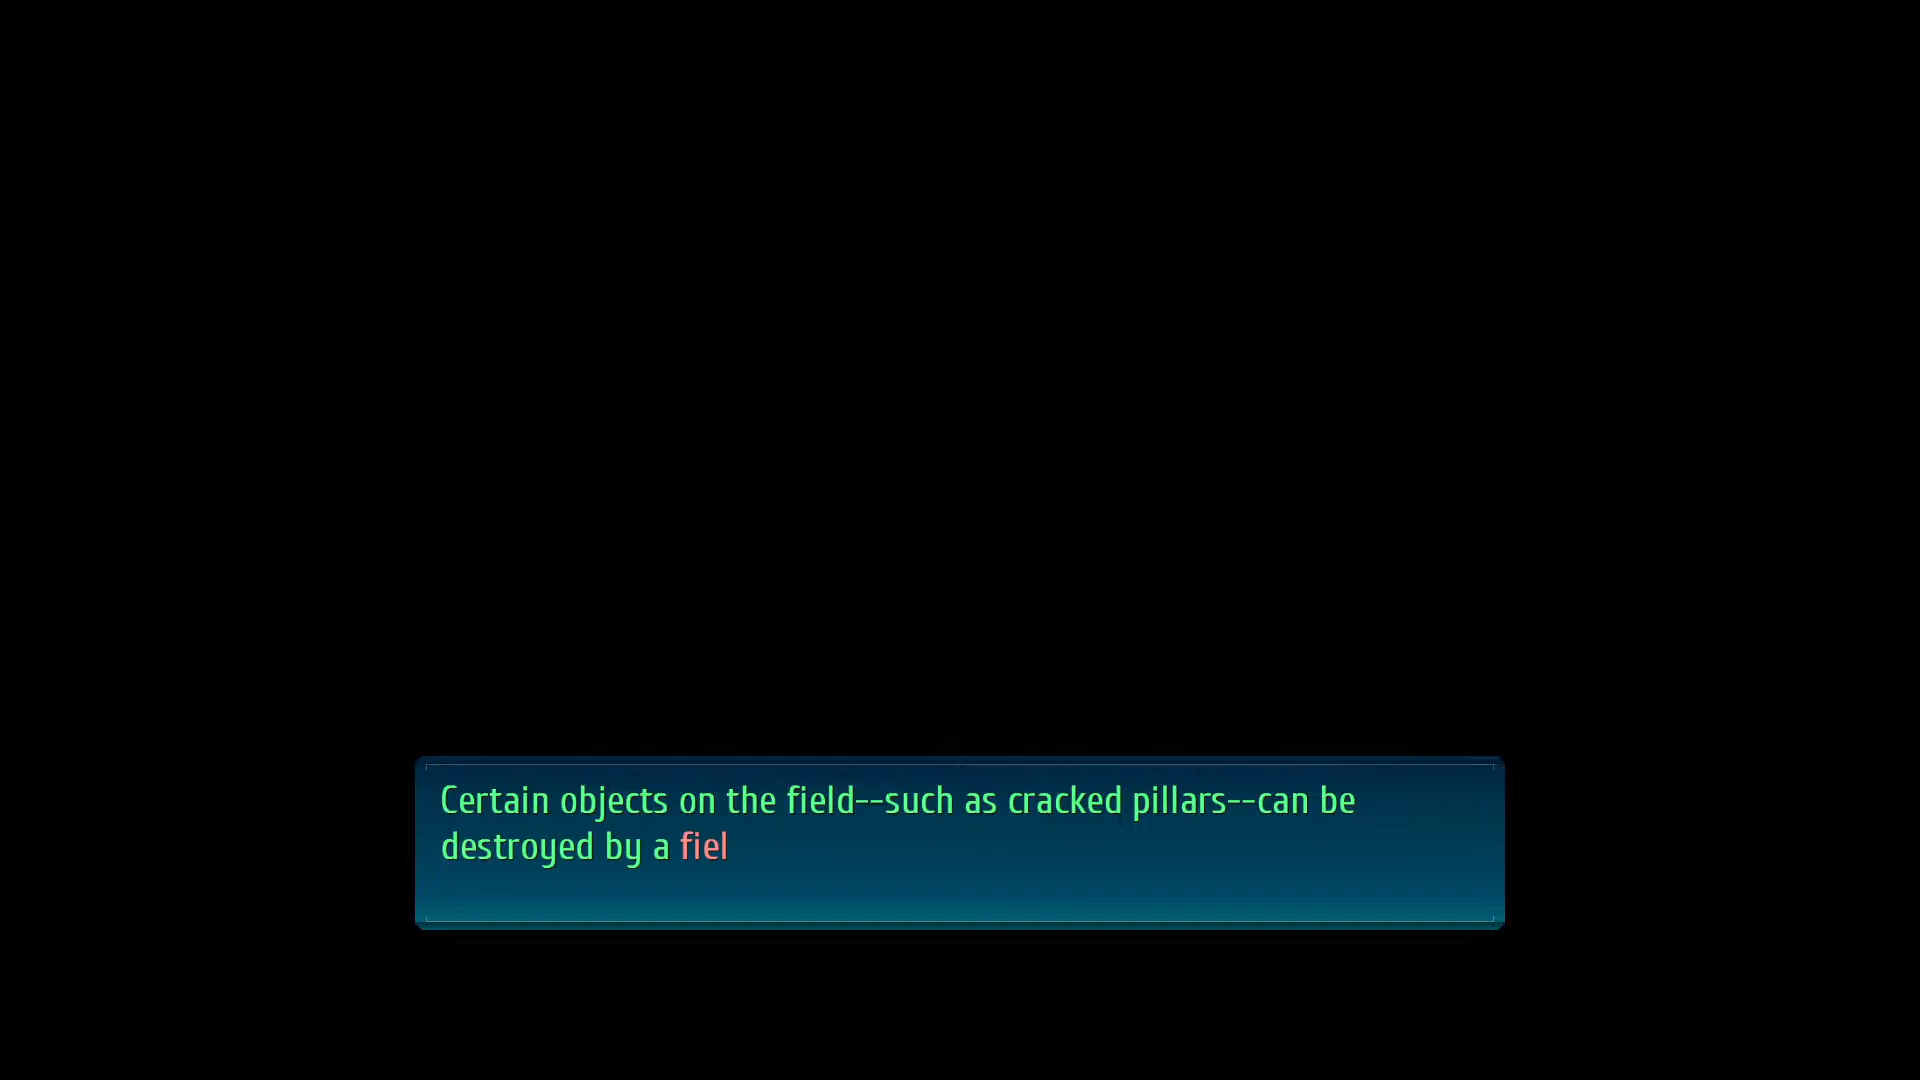 Certain objects on the field--such as cracked pillars--can be
destroyed by a fiel